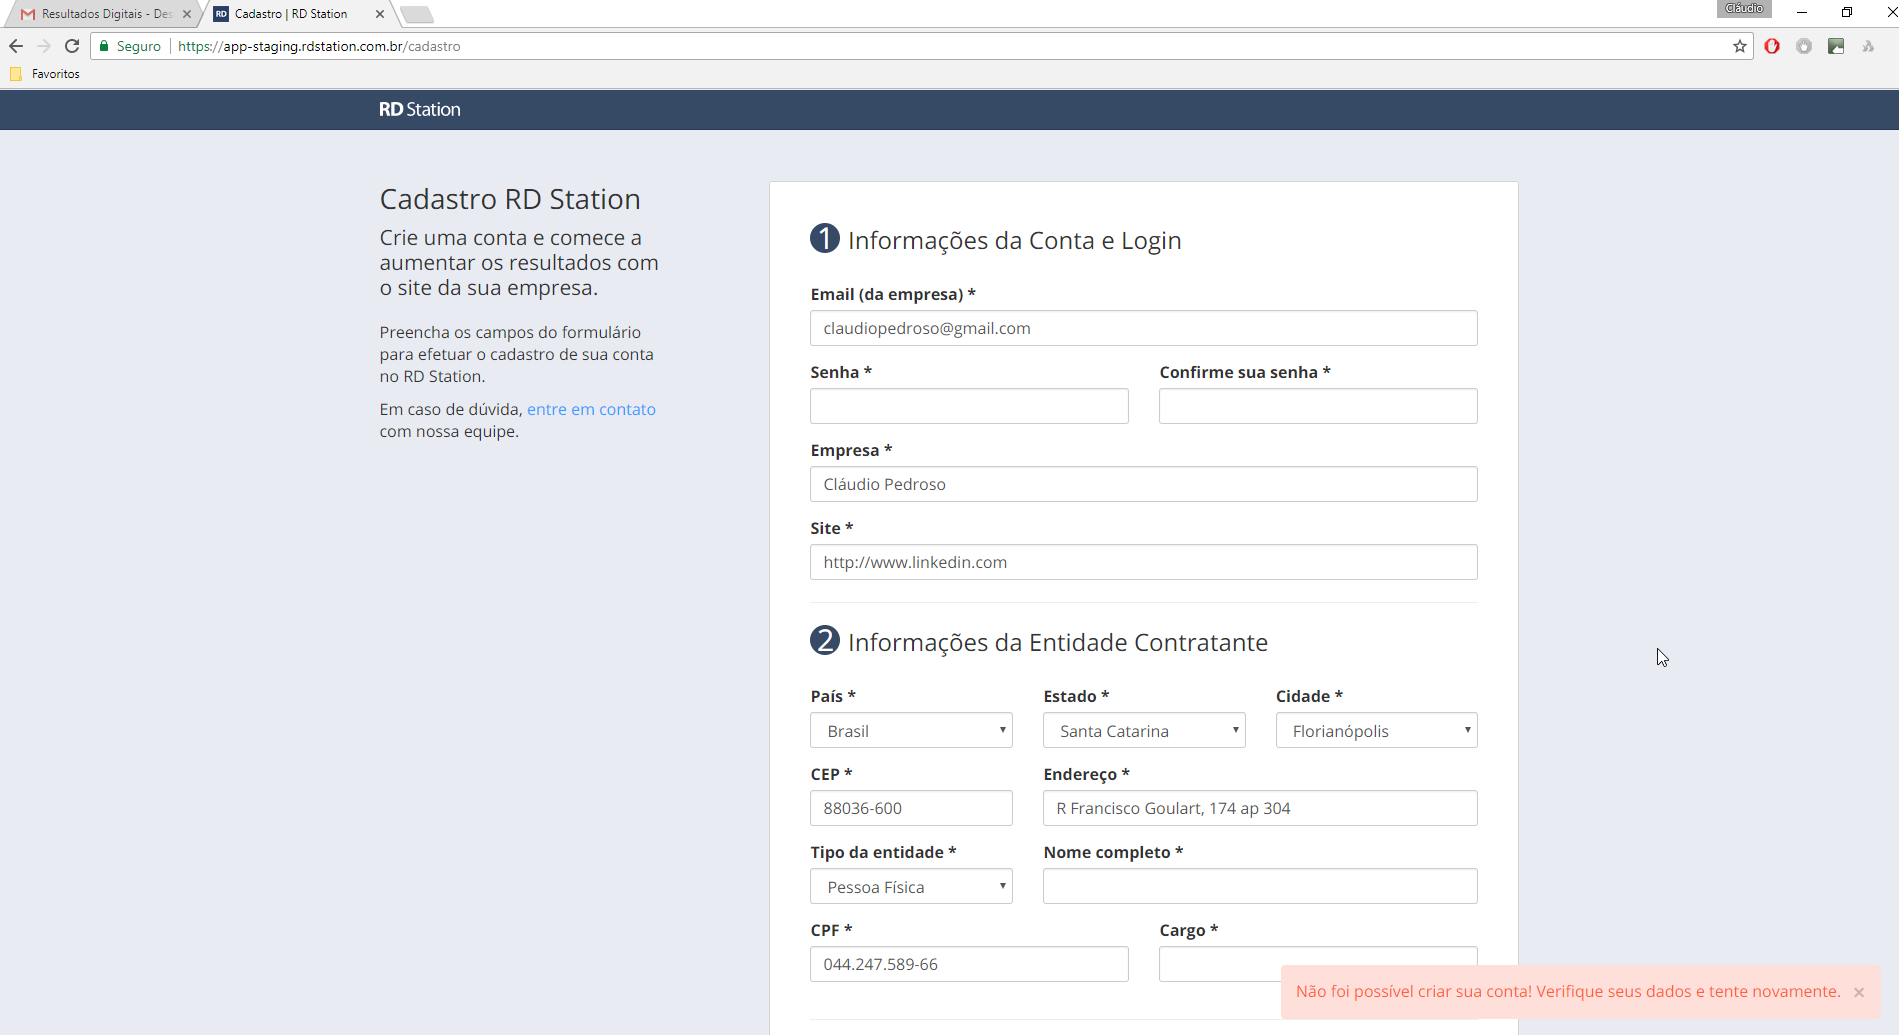 Resultados Digitais - Des
Cadastro | RD Station
Cláudio
Seguro
https://app-staging.rdstation.com.br/cadastro
Favoritos
RD Station
Cadastro RD Station
Crie uma conta e comece a
aumentar os resultados com
o site da sua empresa.
Preencha os campos do formulário
para efetuar o cadastro de sua conta
no RD Station.
Em caso de dúvida, entre em contato
com nossa equipe.
1 Informações da Conta e Login
Email (da empresa) *
claudiopedroso@gmail.com
Senha * Confirme sua senha *
Empresa *
Cláudio Pedroso
Site *
http://www.linkedin.com
2 Informações da Entidade Contratante
País * Estado * Cidade *
Brasil Santa Catarina Florianópolis
CEP * Endereço *
88036-600 R Francisco Goulart, 174 ap 304
Tipo da entidade * Nome completo *
Pessoa Física
CPF * Cargo *
044.247.589-66
Não foi possível criar sua conta! Verifique seus dados e tente novamente. ×